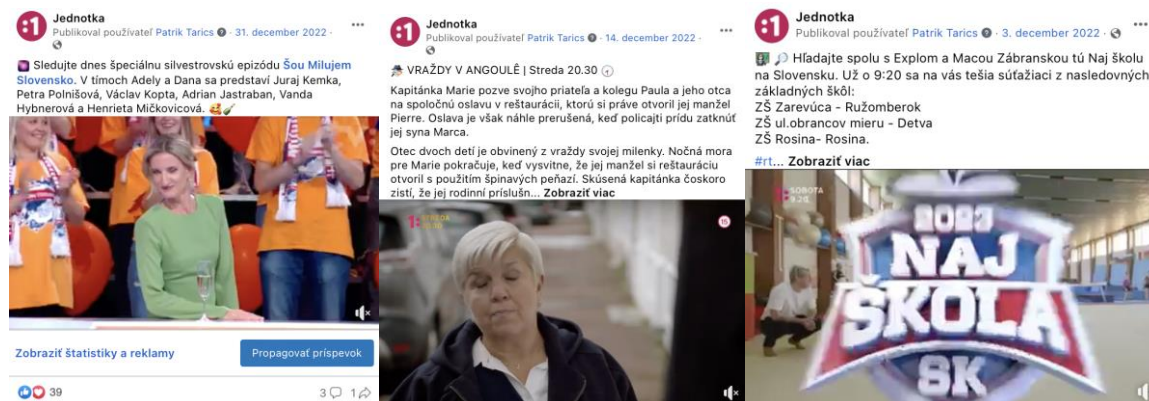 :1 Jednotka
Publikoval používateľ Patrik Tarics · 31. december 2022 ·
Sledujte dnes špeciálnu silvestrovskú epizódu Šou Milujem
Slovensko. V tímoch Adely a Dana sa predstaví Juraj Kemka,
Petra Polnišová, Václav Kopta, Adrian Jastraban, Vanda
Hybnerová a Henrieta Mičkovicová.
Zobraziť štatistiky a reklamy
Propagovať príspevok
39
3
1
:1 Jednotka
Publikoval používateľ Patrik Tarics · 14. december 2022 ·
VRAŽDY V ANGOULÊ | Streda 20.30
Kapitánka Marie pozve svojho priateľa a kolegu Paula a jeho otca
na spoločnú oslavu v reštaurácii, ktorú si práve otvoril jej manžel
Pierre. Oslava je však náhle prerušená, keď policajti prídu zatknúť
jej syna Marca.
Otec dvoch detí je obvinený z vraždy svojej milenky. Nočná mora
pre Marie pokračuje, keď vysvitne, že jej manžel si reštauráciu
otvoril s použitím špinavých peňazí. Skúsená kapitánka čoskoro
zistí, že jej rodinní príslušn... Zobraziť viac
1: STREDA
15
:1 Jednotka
Publikoval používateľ Patrik Tarics · 3. december 2022 ·
Hľadajte spolu s Explom a Macou Zábranskou tú Naj školu
na Slovensku. Už o 9:20 sa na vás tešia súťažiaci z nasledovných
základných škôl:
ZŠ Zarevúca - Ružomberok
ZŠ ul.obrancov mieru - Detva
ZŠ Rosina- Rosina.
#rt... Zobraziť viac
1: SOBOTA
9.20
2023
NAJ
ŠKOLA
SK